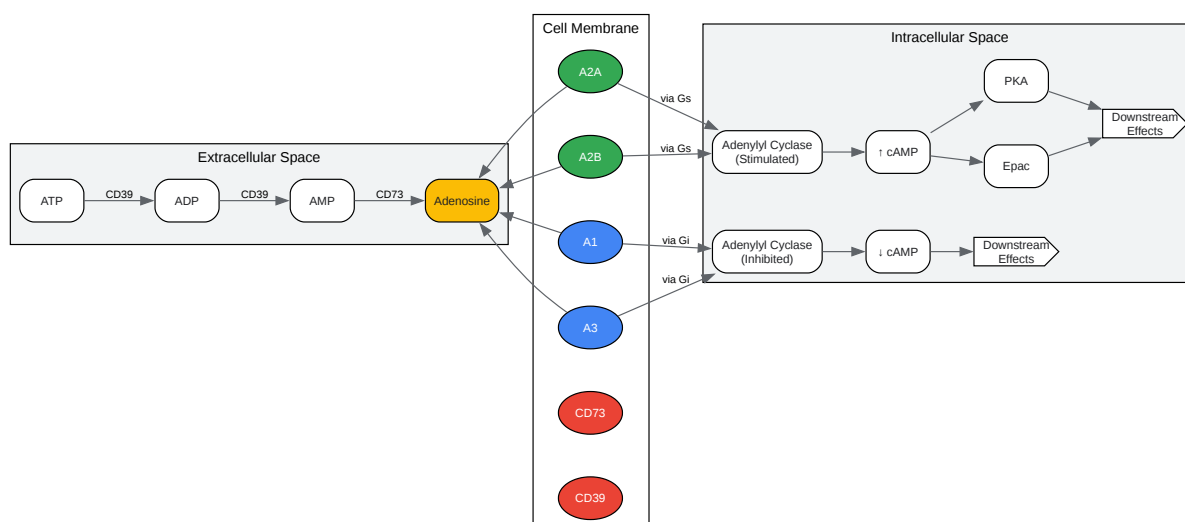 Cell Membrane
A2A
A2B
A1
A3
CD73
CD39
Extracellular Space
ATP
CD39
ADP
CD39
AMP
CD73
Adenosine
via Gs
via Gs
via Gi
via Gi
Intracellular Space
Adenylyl Cyclase
(Stimulated)
↑ cAMP
PKA
Epac
Downstream
Effects
Adenylyl Cyclase
(Inhibited)
↓ cAMP
Downstream
Effects